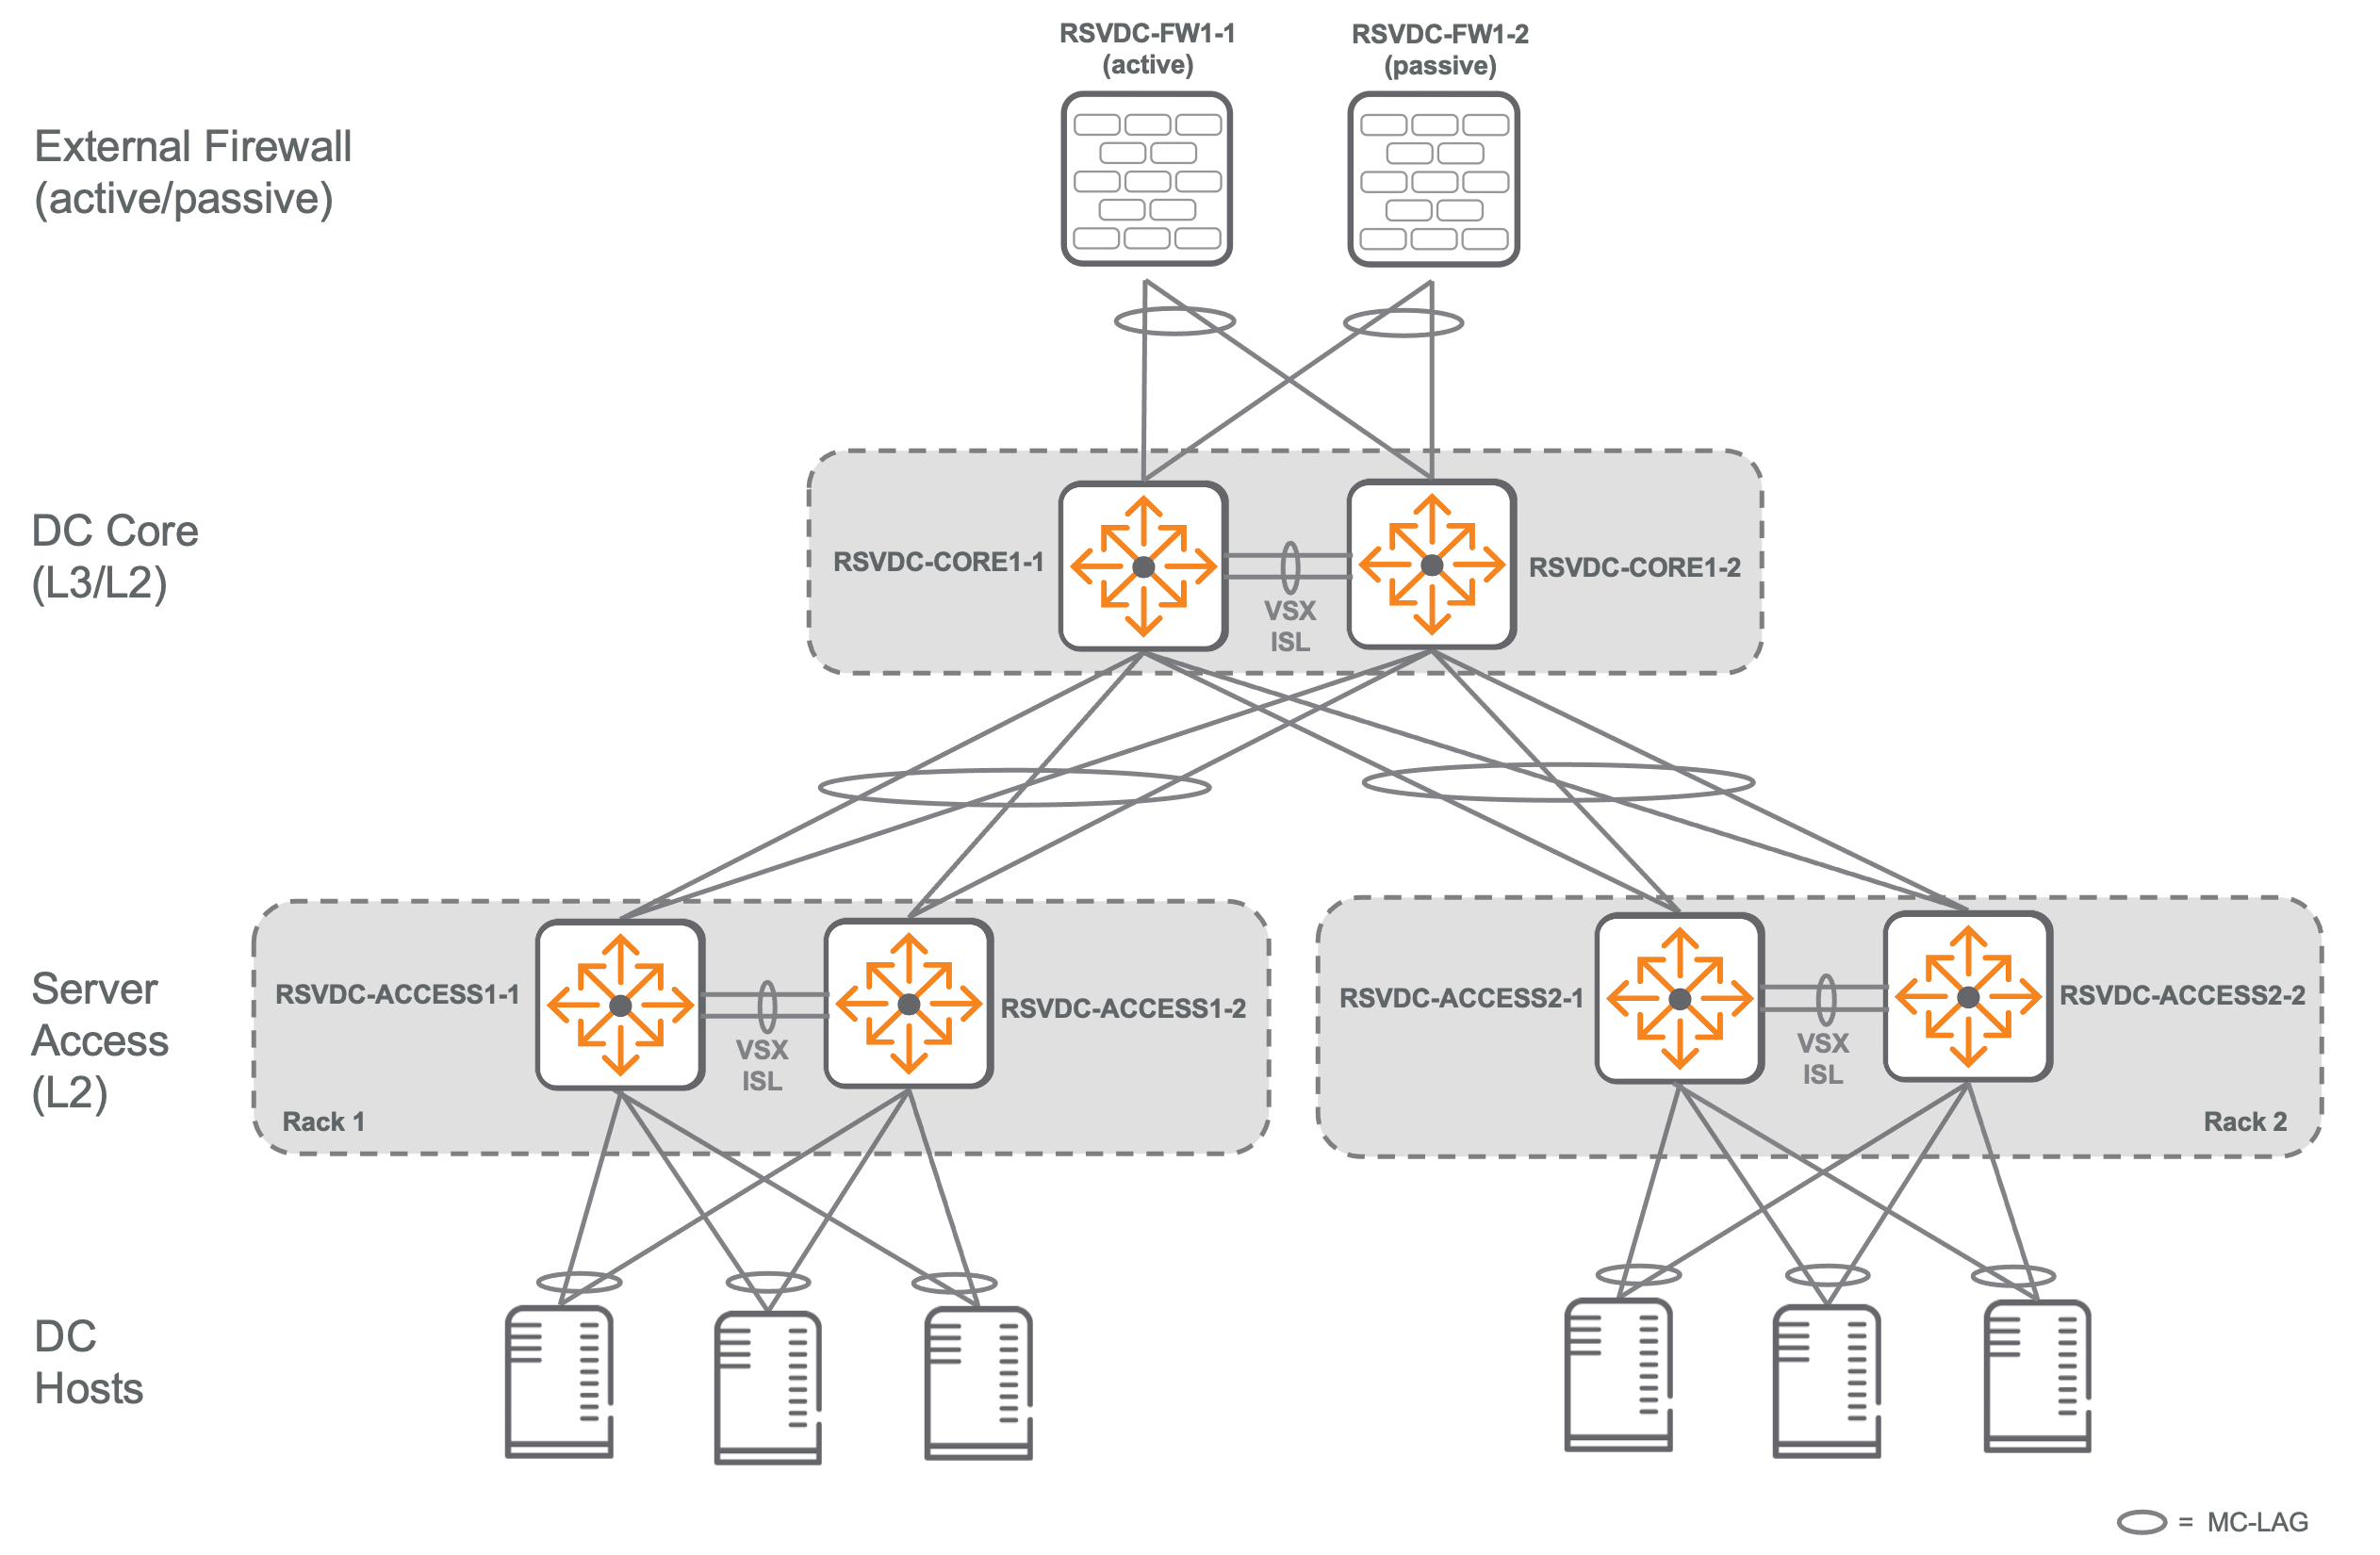 RSVDC-FW1-1
(active)
RSVDC-FW1-2
(passive)
External Firewall
(active/passive)
DC Core
(L3/L2)
RSVDC-CORE1-1
VSX
ISL
RSVDC-CORE1-2
Server
Access
(L2)
RSVDC-ACCESS1-1
VSX
ISL
RSVDC-ACCESS1-2
Rack 1
RSVDC-ACCESS2-1
VSX
ISL
RSVDC-ACCESS2-2
Rack 2
DC
Hosts
= MC-LAG